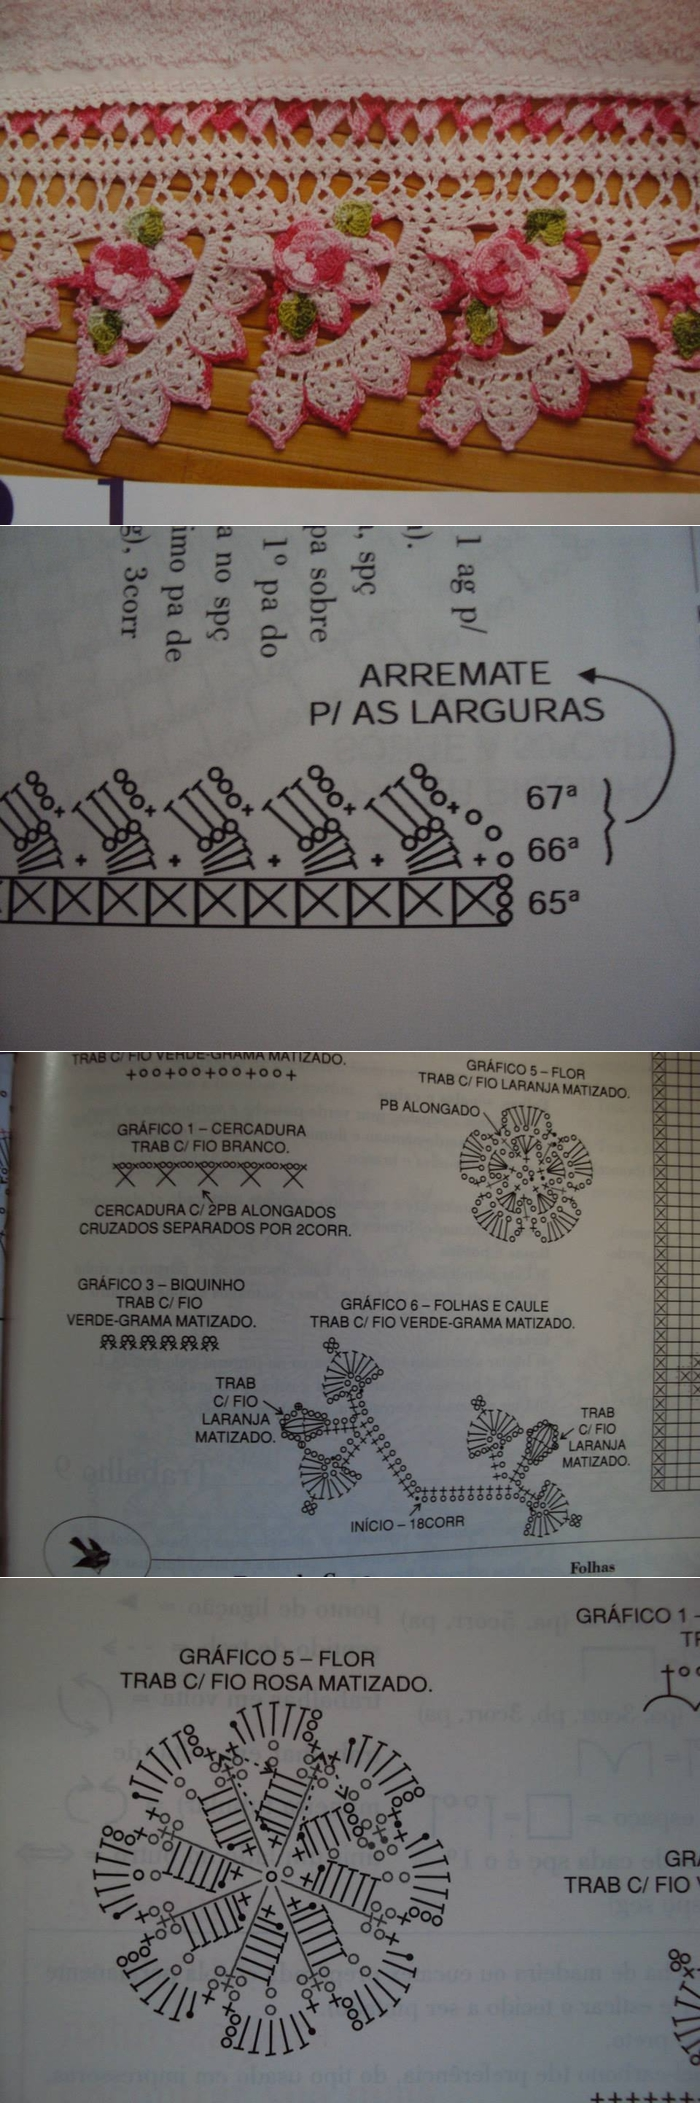 1 ag p/
).
, spç
pa sobre
1º pa do
a no spç
imo pa de
g), 3corr
ARREMATE
P/ AS LARGURAS
67ª
66ª
65ª
TRAB C/ FIO VERDE-GRAMA MATIZADO.
GRÁFICO 1 – CERCADURA
TRAB C/ FIO BRANCO.
CERCADURA C/ 2PB ALONGADOS
CRUZADOS SEPARADOS POR 2CORR.
GRÁFICO 5 – FLOR
TRAB C/ FIO LARANJA MATIZADO.
PB ALONGADO
GRÁFICO 3 – BIQUINHO
TRAB C/ FIO
VERDE-GRAMA MATIZADO.
GRÁFICO 6 – FOLHAS E CAULE
TRAB C/ FIO VERDE-GRAMA MATIZADO.
TRAB
C/ FIO
LARANJA
MATIZADO.
TRAB
C/ FIO
LARANJA
MATIZADO.
INÍCIO – 18CORR
Folhas
GRÁFICO 5 – FLOR
TRAB C/ FIO ROSA MATIZADO.
GRÁFICO 1 –
TR
GRÁ
TRAB C/ FIO V